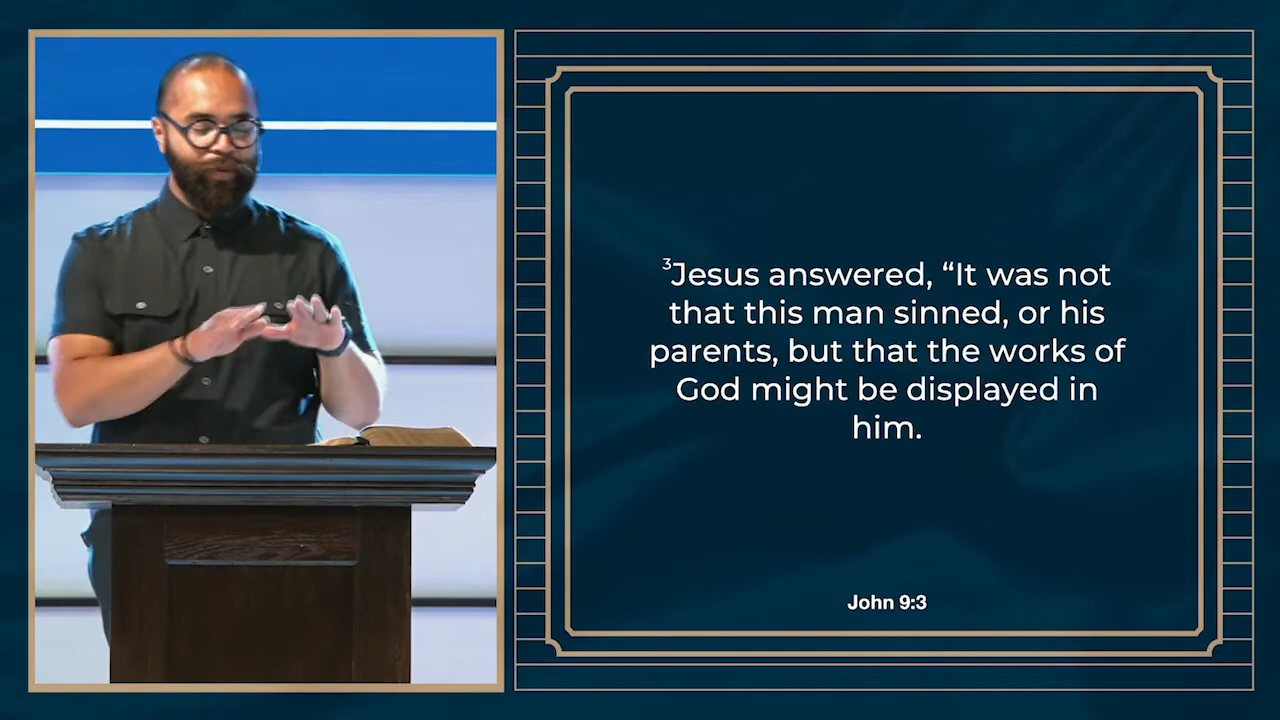 ³Jesus answered, “It was not
that this man sinned, or his
parents, but that the works of
God might be displayed in
him.
John 9:3